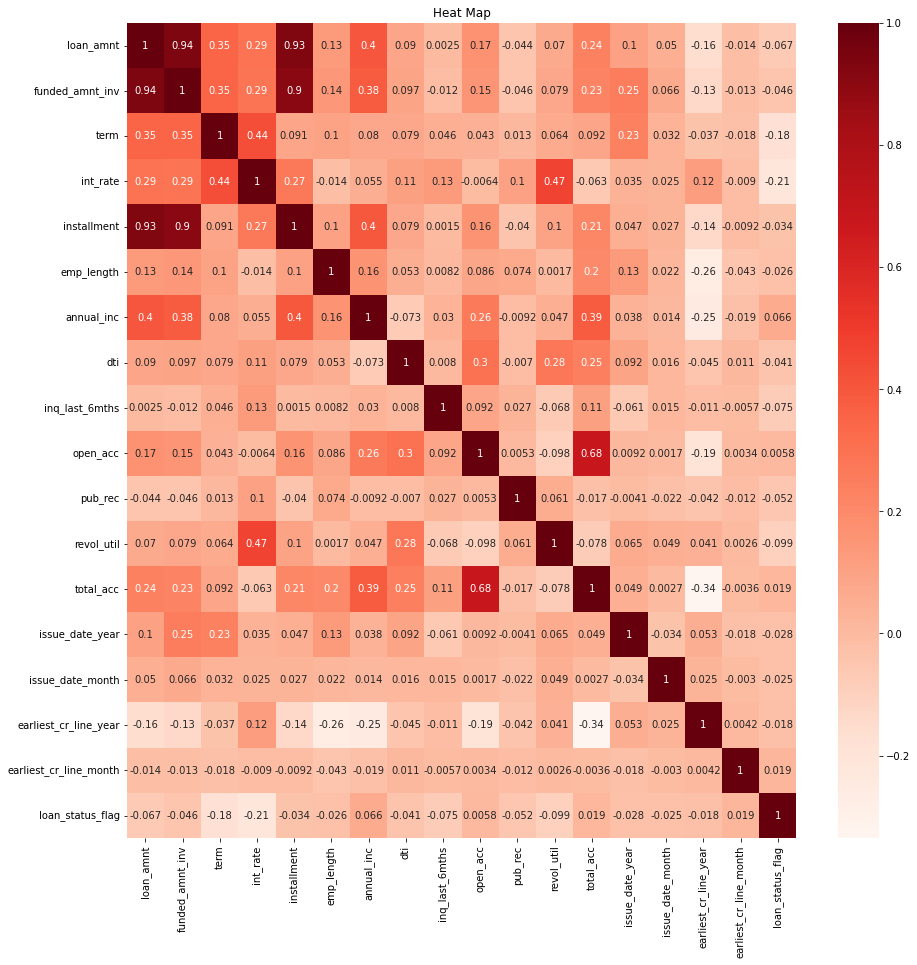 Heat Map
loan_amnt 1 0.94 0.35 0.29 0.93 0.13 0.4 0.09 0.0025 0.17 -0.044 0.07 0.24 0.1 0.05 -0.16 -0.014 -0.067
funded_amnt_inv 0.94 1 0.35 0.29 0.9 0.14 0.38 0.097 -0.012 0.15 -0.046 0.079 0.23 0.25 0.066 -0.13 -0.013 -0.046
term 0.35 0.35 1 0.44 0.091 0.1 0.08 0.079 0.046 0.043 0.013 0.064 0.092 0.23 0.032 -0.037 -0.018 -0.18
int_rate 0.29 0.29 0.44 1 0.27 -0.014 0.055 0.11 0.13 -0.0064 0.1 0.47 -0.063 0.035 0.025 0.12 -0.009 -0.21
installment 0.93 0.9 0.091 0.27 1 0.1 0.4 0.079 0.0015 0.16 -0.04 0.1 0.21 0.047 0.027 -0.14 -0.0092 -0.034
emp_length 0.13 0.14 0.1 -0.014 0.1 1 0.16 0.053 0.0082 0.086 0.074 0.0017 0.2 0.13 0.022 -0.26 -0.043 -0.026
annual_inc 0.4 0.38 0.08 0.055 0.4 0.16 1 -0.073 0.03 0.26 -0.0092 0.047 0.39 0.038 0.014 -0.25 -0.019 0.066
dti 0.09 0.097 0.079 0.11 0.079 0.053 -0.073 1 0.008 0.3 -0.007 0.28 0.25 0.092 0.016 -0.045 0.011 -0.041
inq_last_6mths 0.0025 -0.012 0.046 0.13 0.0015 0.0082 0.03 0.008 1 0.092 0.027 -0.068 0.11 -0.061 0.015 -0.011 -0.0057 -0.075
open_acc 0.17 0.15 0.043 -0.0064 0.16 0.086 0.26 0.3 0.092 1 0.0053 -0.098 0.68 0.0092 0.0017 -0.19 0.0034 0.0058
pub_rec -0.044 -0.046 0.013 0.1 -0.04 0.074 -0.0092 -0.007 0.027 0.0053 1 0.061 -0.017 -0.0041 -0.022 -0.042 -0.012 -0.052
revol_util 0.07 0.079 0.064 0.47 0.1 0.0017 0.047 0.28 -0.068 -0.098 0.061 1 -0.078 0.065 0.049 0.041 0.0026 -0.099
total_acc 0.24 0.23 0.092 -0.063 0.21 0.2 0.39 0.25 0.11 0.68 -0.017 -0.078 1 0.049 0.0027 -0.34 -0.0036 0.019
issue_date_year 0.1 0.25 0.23 0.035 0.047 0.13 0.038 0.092 -0.061 0.0092 -0.0041 0.065 0.049 1 -0.034 0.053 -0.018 -0.028
issue_date_month 0.05 0.066 0.032 0.025 0.027 0.022 0.014 0.016 0.015 0.0017 -0.022 0.049 0.0027 -0.034 1 0.025 -0.003 -0.025
earliest_cr_line_year -0.16 -0.13 -0.037 0.12 -0.14 -0.26 -0.25 -0.045 -0.011 -0.19 -0.042 0.041 -0.34 0.053 0.025 1 0.0042 -0.018
earliest_cr_line_month -0.014 -0.013 -0.018 -0.009 -0.0092 -0.043 -0.019 0.011 -0.0057 0.0034 -0.012 0.0026 -0.0036 -0.018 -0.003 0.0042 1 0.019
loan_status_flag -0.067 -0.046 -0.18 -0.21 -0.034 -0.026 0.066 -0.041 -0.075 0.0058 -0.052 -0.099 0.019 -0.028 -0.025 -0.018 0.019 1
loan_amnt
funded_amnt_inv
term
int_rate
installment
emp_length
annual_inc
dti
inq_last_6mths
open_acc
pub_rec
revol_util
total_acc
issue_date_year
issue_date_month
earliest_cr_line_year
earliest_cr_line_month
loan_status_flag
1.0
0.8
0.6
0.4
0.2
0.0
−0.2